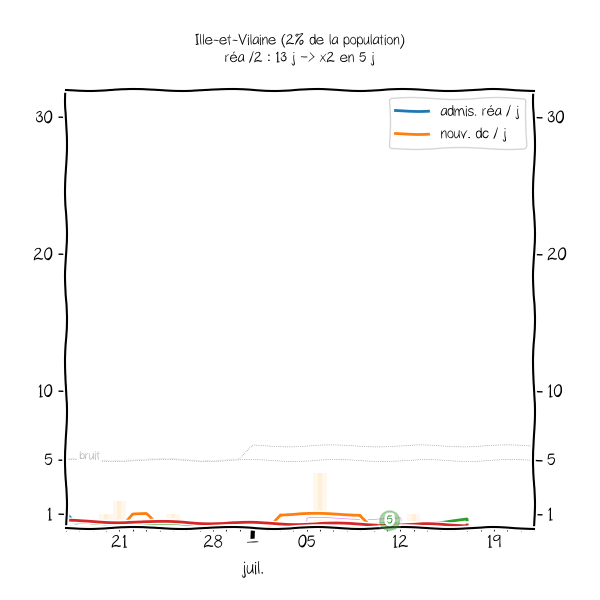 Ille-et-Vilaine (2% de la population)
réa /2 : 13 j -> x2 en 5 j
admis. réa / j
nouv. dc / j
30
30
20
20
10
10
5
bruit
5
1
5
1
21
28
1
05
12
19
juil.